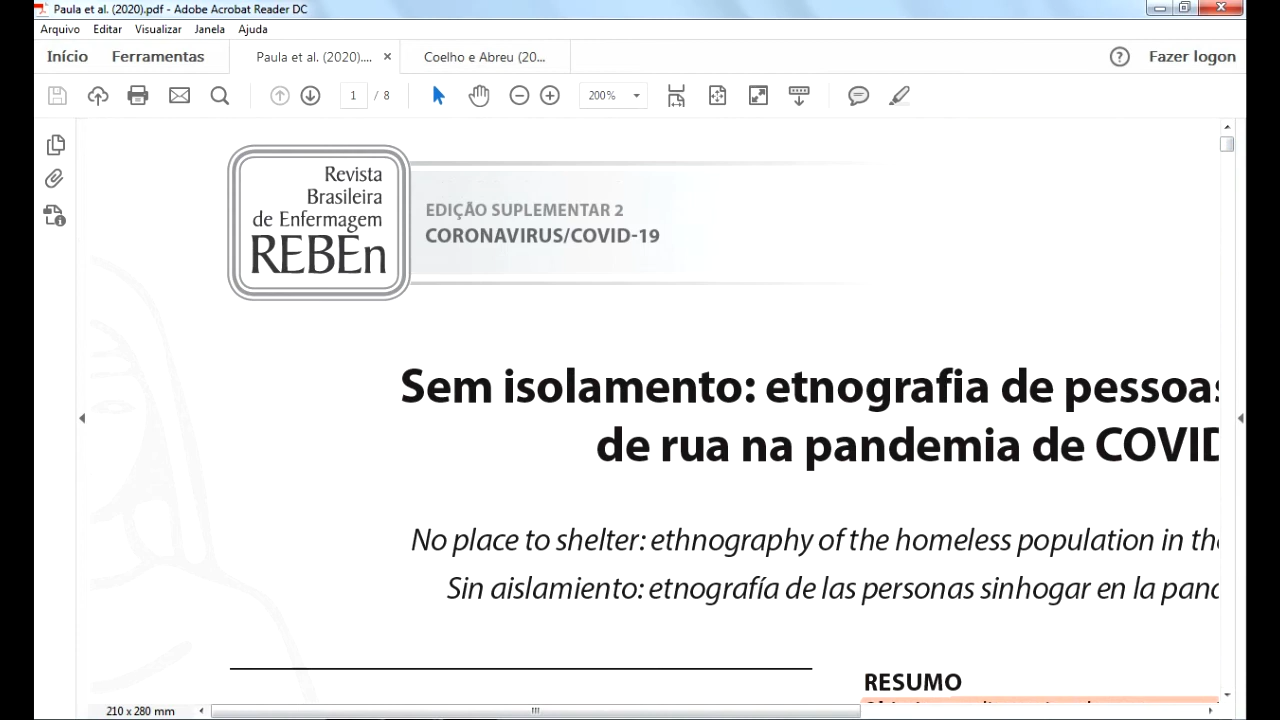 Paula et al. (2020).pdf - Adobe Acrobat Reader DC
Arquivo Editar Visualizar Janela Ajuda
Início Ferramentas Paula et al. (2020).... × Coelho e Abreu (20... Fazer logon
1 / 8 200%
Revista
Brasileira
de Enfermagem
REBEn
EDIÇÃO SUPLEMENTAR 2
CORONAVIRUS/COVID-19
Sem isolamento: etnografia de pessoas
de rua na pandemia de COVID
No place to shelter: ethnography of the homeless population in the
Sin aislamiento: etnografía de las personas sinhogar en la pand
RESUMO
210 x 280 mm